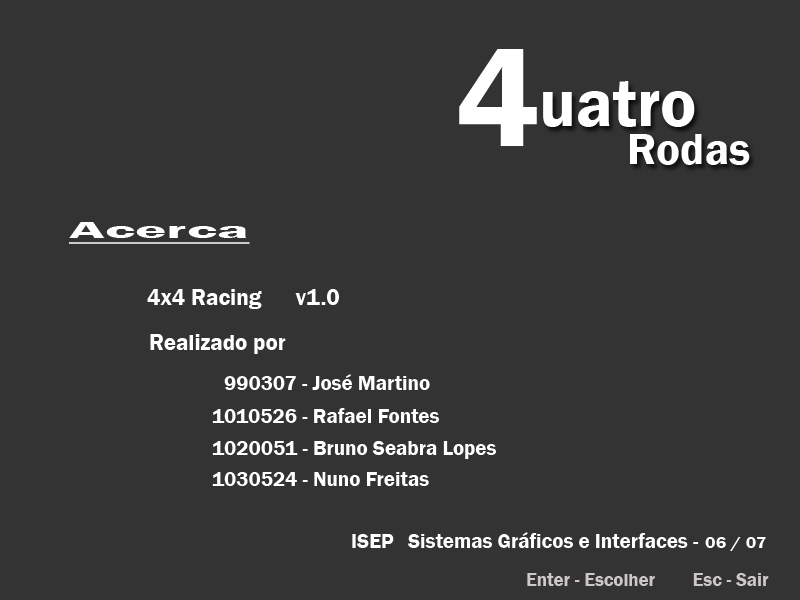 4uatro
Rodas
Acerca
4x4 Racing v1.0
Realizado por
990307 - José Martino
1010526 - Rafael Fontes
1020051 - Bruno Seabra Lopes
1030524 - Nuno Freitas
ISEP Sistemas Gráficos e Interfaces - 06 / 07
Enter - Escolher Esc - Sair